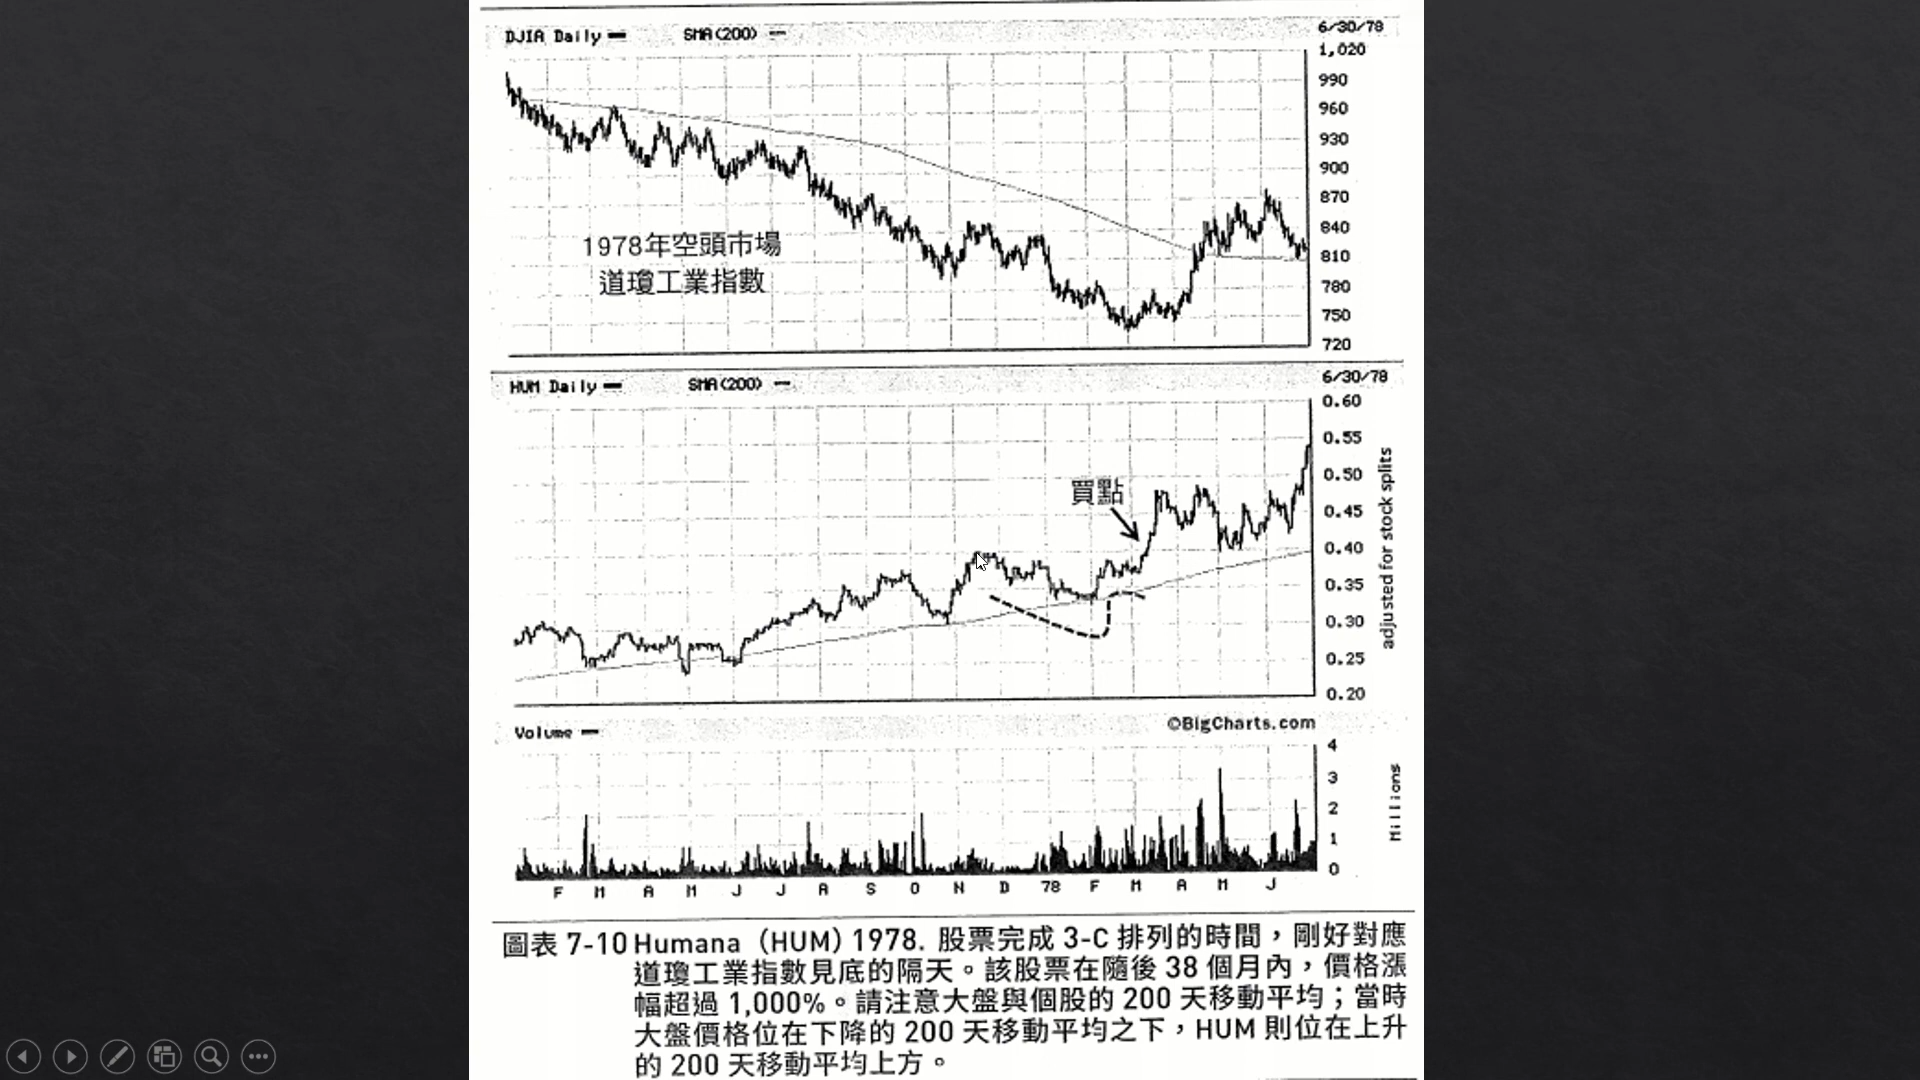 DJIA Daily SMA(200) 6/30/78
1,020
990
960
930
900
870
840
810
780
750
720
1978年空頭市場
道瓊工業指數
HUM Daily SMA(200) 6/30/78
0.60
0.55
0.50
0.45
0.40
0.35
0.30
0.25
0.20
adjusted for stock splits
買點
©BigCharts.com
Volume
4
3
2
1
0
Millions
F M A M J J A S O N D 78 F M A M J
圖表 7-10 Humana（HUM）1978. 股票完成 3-C 排列的時間，剛好對應
道瓊工業指數見底的隔天。該股票在隨後 38 個月內，價格漲
幅超過 1,000%。請注意大盤與個股的 200 天移動平均；當時
大盤價格位在下降的 200 天移動平均之下，HUM 則位在上升
的 200 天移動平均上方。